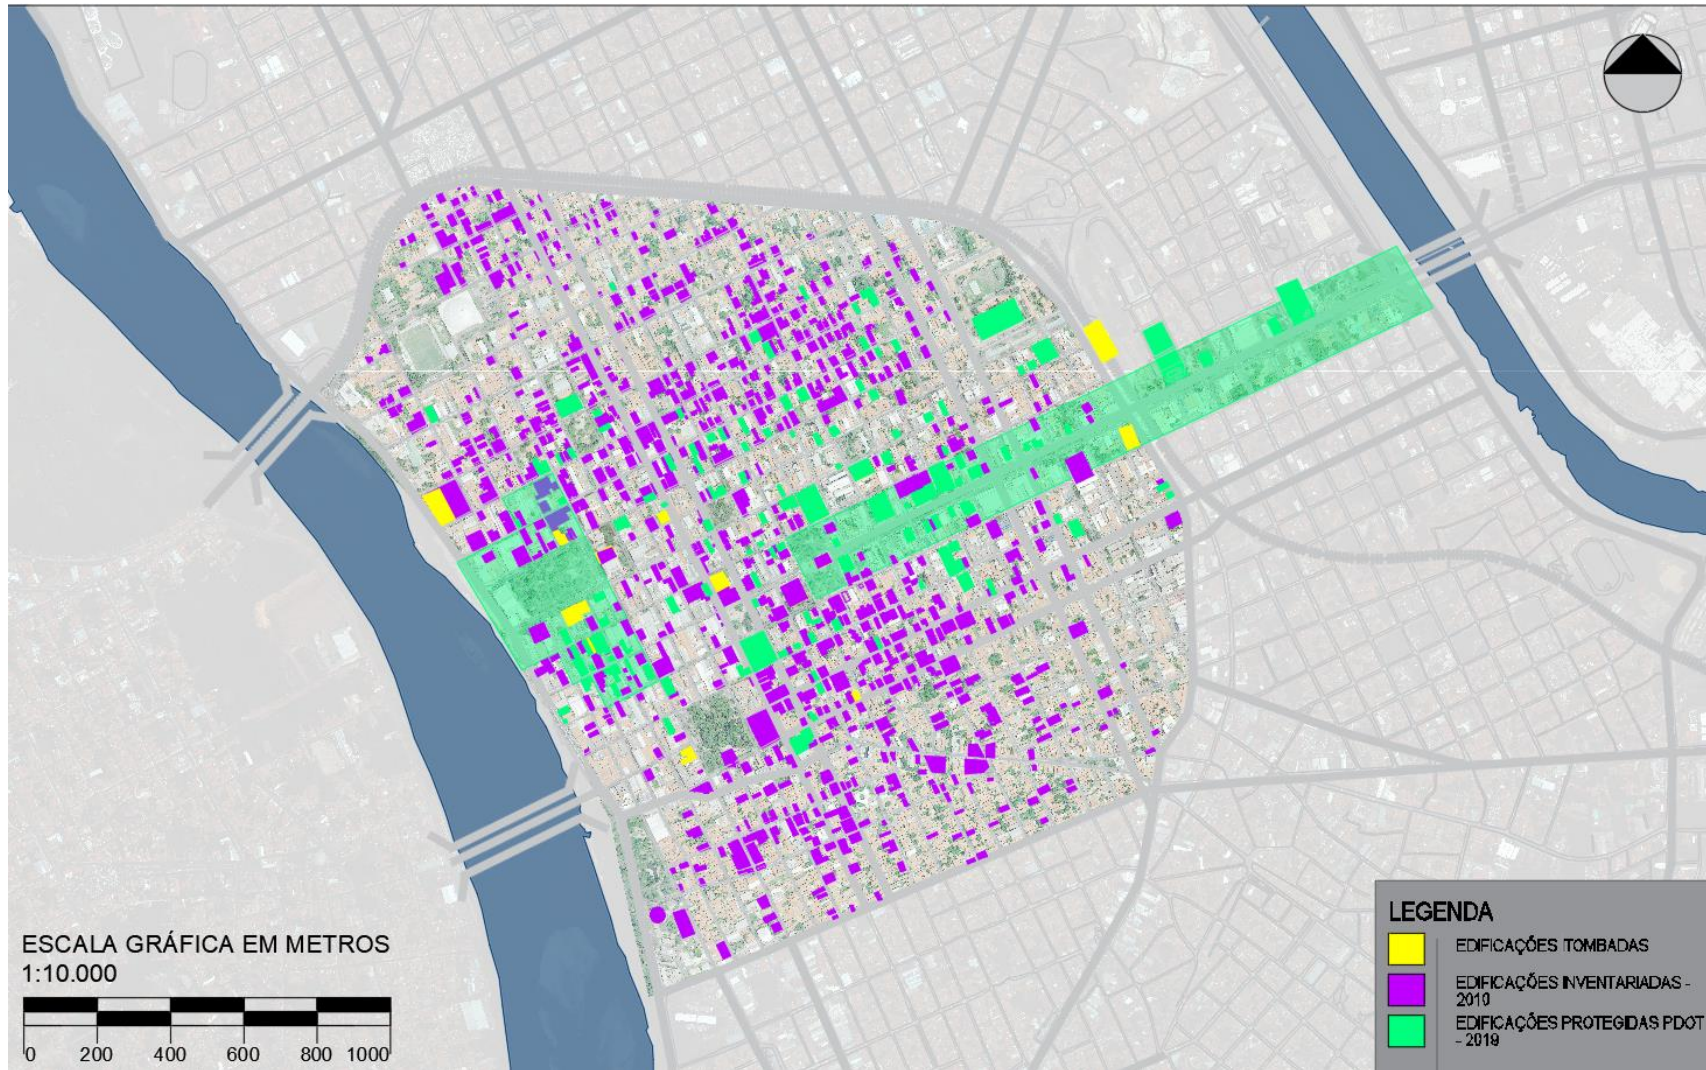 ESCALA GRÁFICA EM METROS
1:10.000
0 200 400 600 800 1000
LEGENDA
EDIFICAÇÕES TOMBADAS
EDIFICAÇÕES INVENTARIADAS -
2010
EDIFICAÇÕES PROTEGIDAS PDOT
- 2019